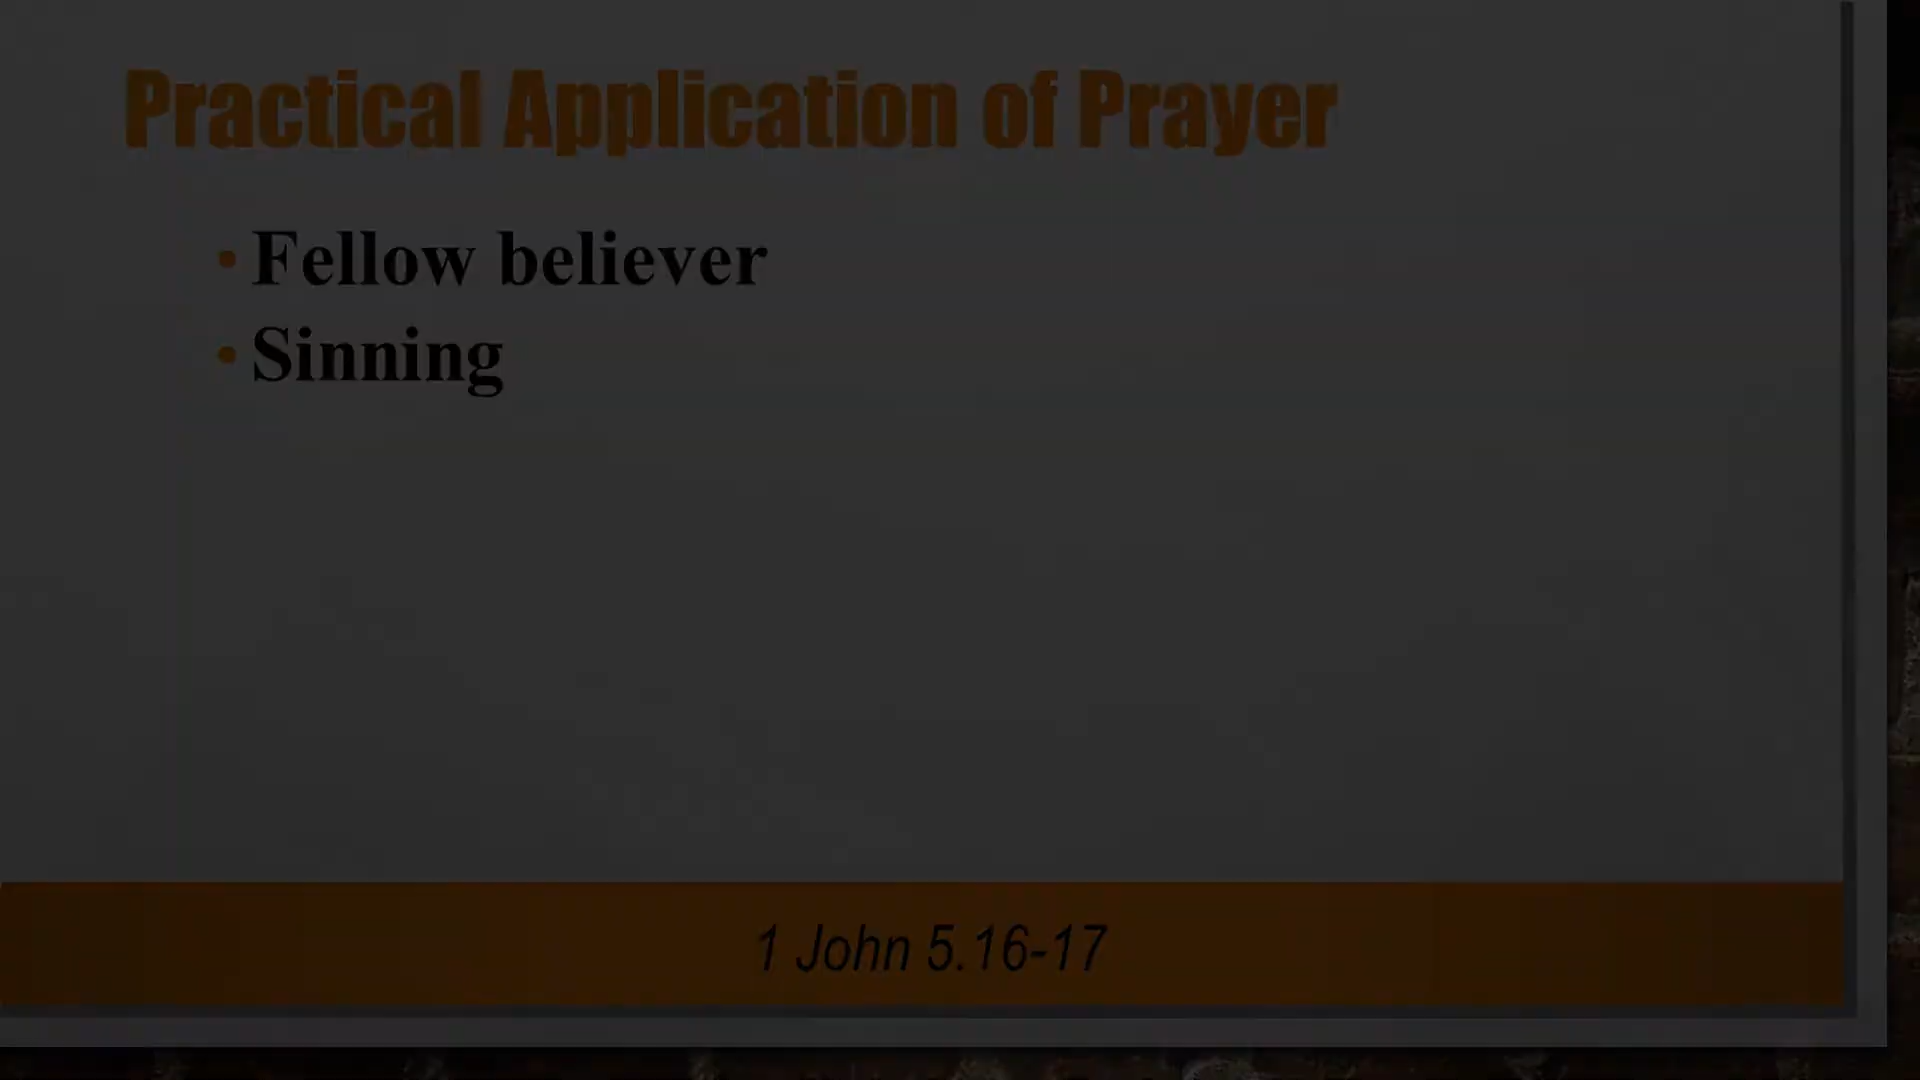 Practical Application of Prayer
• Fellow believer
• Sinning
1 John 5.16-17